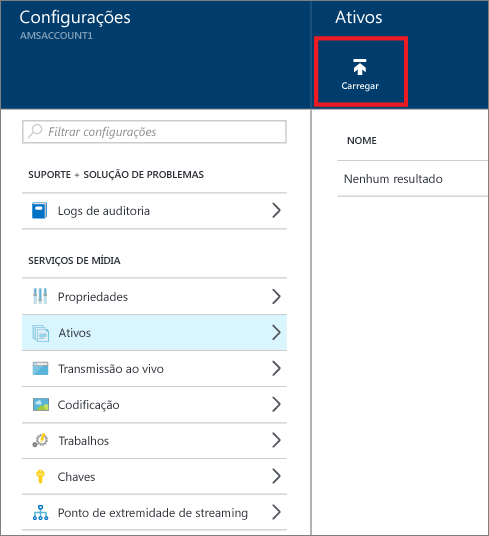 Configurações
AMSACCOUNT1
Filtrar configurações
SUPORTE + SOLUÇÃO DE PROBLEMAS
Logs de auditoria
SERVIÇOS DE MÍDIA
Propriedades
Ativos
Transmissão ao vivo
Codificação
Trabalhos
Chaves
Ponto de extremidade de streaming
Ativos
Carregar
NOME
Nenhum resultado